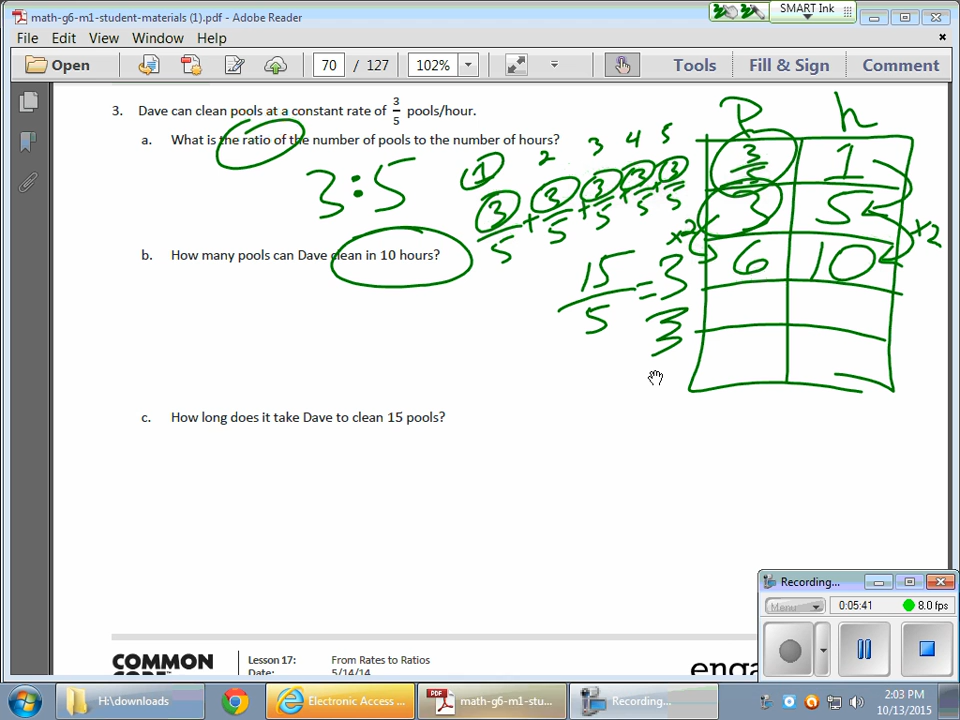 math-g6-m1-student-materials (1).pdf - Adobe Reader
SMART Ink
File Edit View Window Help
Open 70 / 127 102% Tools Fill & Sign Comment
3. Dave can clean pools at a constant rate of 3/5 pools/hour.
a. What is the ratio of the number of pools to the number of hours?
3:5
1 2 3 4 5
3/5 + 3/5 + 3/5 + 3/5 + 3/5
15/5 = 3
3
P h
3/5 1
3 5
x2 x2
6 10
b. How many pools can Dave clean in 10 hours?
c. How long does it take Dave to clean 15 pools?
COMMON
CORE
Lesson 17: From Rates to Ratios
Date: 5/14/14
engag
Recording...
Menu 0:05:41 8.0 fps
H:\downloads
Electronic Access ...
math-g6-m1-stu...
Recording...
2:03 PM
10/13/2015